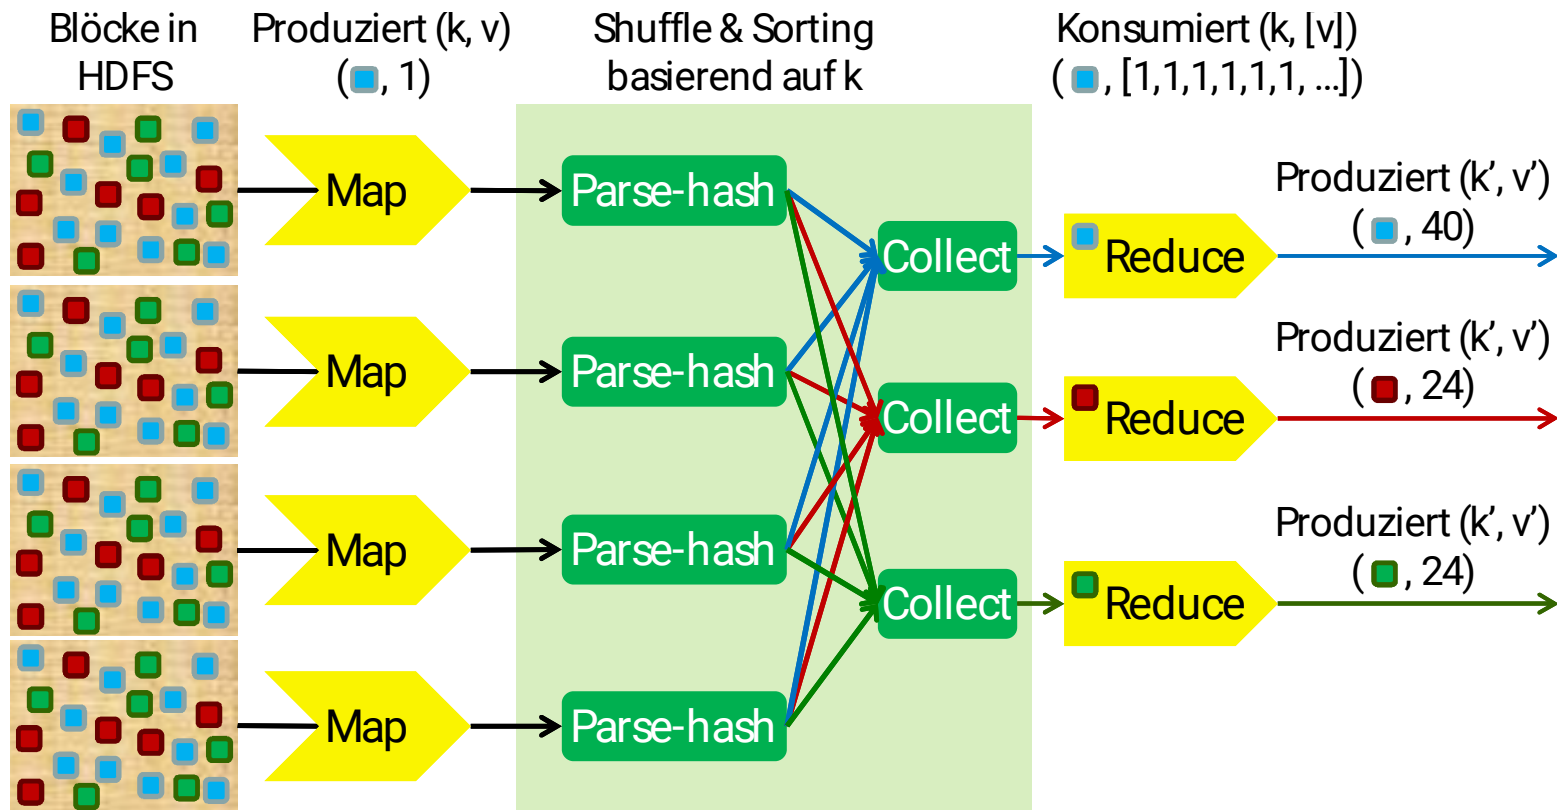 Blöcke in
HDFS
Produziert (k, v)
( , 1)
Shuffle & Sorting
basierend auf k
Konsumiert (k, [v])
( , [1,1,1,1,1,1, ...])
Map
Parse-hash
Map
Parse-hash
Map
Parse-hash
Map
Parse-hash
Collect
Reduce
Produziert (k’, v’)
( , 40)
Collect
Reduce
Produziert (k’, v’)
( , 24)
Collect
Reduce
Produziert (k’, v’)
( , 24)